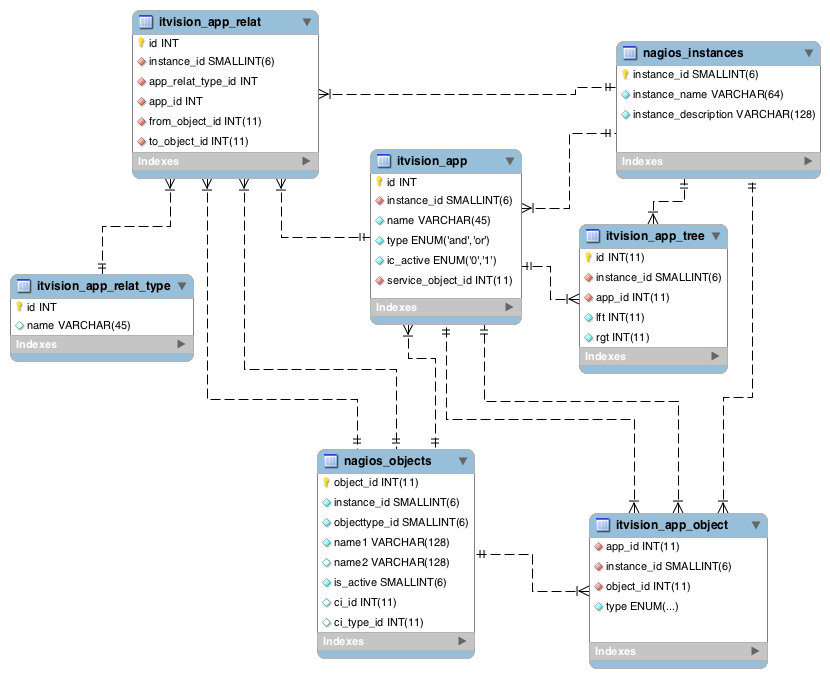 itvision_app_relat
id INT
instance_id SMALLINT(6)
app_relat_type_id INT
app_id INT
from_object_id INT(11)
to_object_id INT(11)
Indexes
nagios_instances
instance_id SMALLINT(6)
instance_name VARCHAR(64)
instance_description VARCHAR(128)
Indexes
itvision_app
id INT
instance_id SMALLINT(6)
name VARCHAR(45)
type ENUM('and','or')
ic_active ENUM('0','1')
service_object_id INT(11)
Indexes
itvision_app_tree
id INT(11)
instance_id SMALLINT(6)
app_id INT(11)
lft INT(11)
rgt INT(11)
Indexes
itvision_app_relat_type
id INT
name VARCHAR(45)
Indexes
nagios_objects
object_id INT(11)
instance_id SMALLINT(6)
objecttype_id SMALLINT(6)
name1 VARCHAR(128)
name2 VARCHAR(128)
is_active SMALLINT(6)
ci_id INT(11)
ci_type_id INT(11)
Indexes
itvision_app_object
app_id INT(11)
instance_id SMALLINT(6)
object_id INT(11)
type ENUM(...)
Indexes